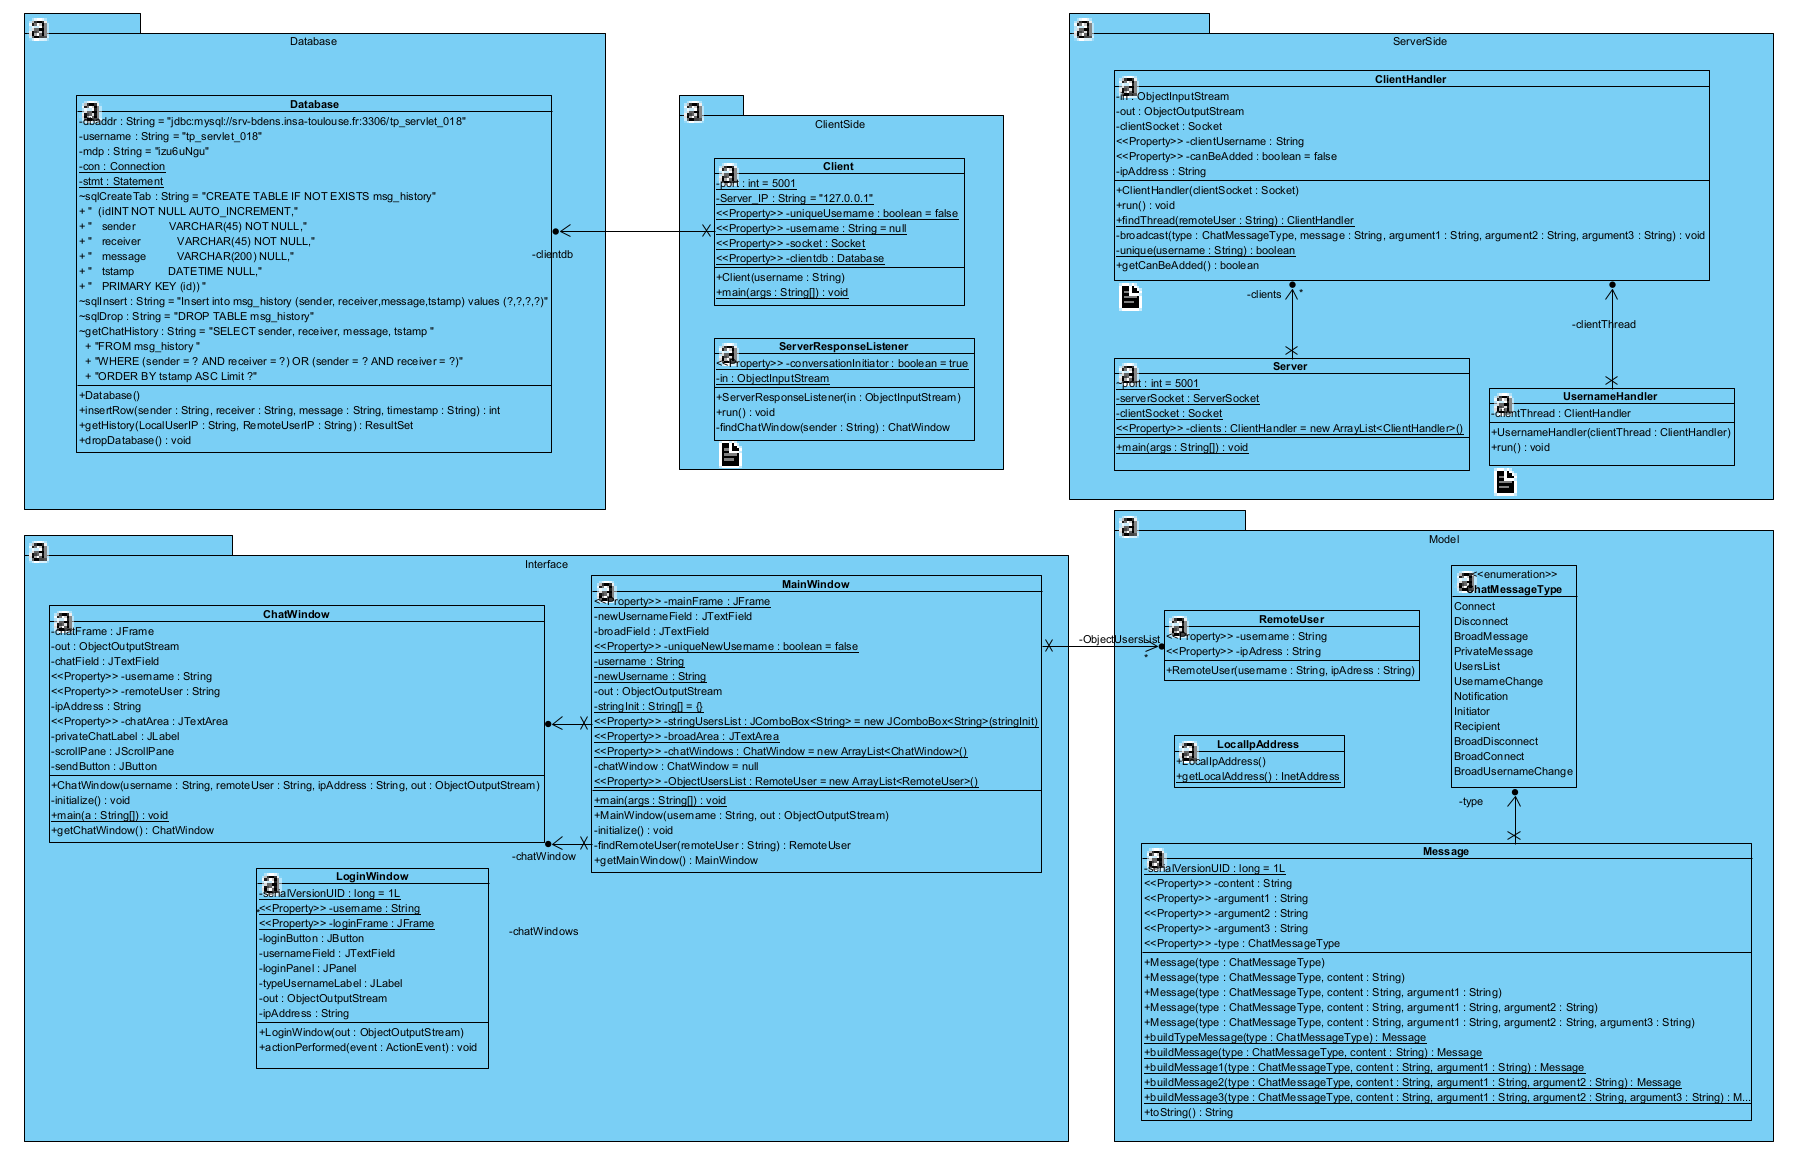 Database
Database
-dbaddr : String = "jdbc:mysql://srv-bdens.insa-toulouse.fr:3306/tp_servlet_018"
-username : String = "tp_servlet_018"
-mdp : String = "izu6uNgu"
-con : Connection
-stmt : Statement
~sqlCreateTab : String = "CREATE TABLE IF NOT EXISTS msg_history"
+ " (idINT NOT NULL AUTO_INCREMENT,"
+ " sender VARCHAR(45) NOT NULL,"
+ " receiver VARCHAR(45) NOT NULL,"
+ " message VARCHAR(200) NULL,"
+ " tstamp DATETIME NULL,"
+ " PRIMARY KEY (id))"
~sqlInsert : String = "Insert into msg_history (sender, receiver,message,tstamp) values (?,?,?,?)"
~sqlDrop : String = "DROP TABLE msg_history"
~getChatHistory : String = "SELECT sender, receiver, message, tstamp "
+ "FROM msg_history "
+ "WHERE (sender = ? AND receiver = ?) OR (sender = ? AND receiver = ?)"
+ "ORDER BY tstamp ASC Limit ?"
+Database()
+insertRow(sender : String, receiver : String, message : String, timestamp : String) : int
+getHistory(LocalUserIP : String, RemoteUserIP : String) : ResultSet
+dropDatabase() : void
-clientdb
ClientSide
Client
-port : int = 5001
-Server_IP : String = "127.0.0.1"
<<Property>> -uniqueUsername : boolean = false
<<Property>> -username : String = null
<<Property>> -socket : Socket
<<Property>> -clientdb : Database
+Client(username : String)
+main(args : String[]) : void
ServerResponseListener
<<Property>> -conversationInitiator : boolean = true
-in : ObjectInputStream
+ServerResponseListener(in : ObjectInputStream)
+run() : void
-findChatWindow(sender : String) : ChatWindow
ServerSide
ClientHandler
-in : ObjectInputStream
-out : ObjectOutputStream
-clientSocket : Socket
<<Property>> -clientUsername : String
<<Property>> -canBeAdded : boolean = false
-ipAddress : String
+ClientHandler(clientSocket : Socket)
+run() : void
+findThread(remoteUser : String) : ClientHandler
-broadcast(type : ChatMessageType, message : String, argument1 : String, argument2 : String, argument3 : String) : void
-unique(username : String) : boolean
+getCanBeAdded() : boolean
-clients *
-clientThread
Server
~port : int = 5001
-serverSocket : ServerSocket
-clientSocket : Socket
<<Property>> -clients : ClientHandler = new ArrayList<ClientHandler>()
+main(args : String[]) : void
UsernameHandler
-clientThread : ClientHandler
+UsernameHandler(clientThread : ClientHandler)
+run() : void
Interface
ChatWindow
-chatFrame : JFrame
-out : ObjectOutputStream
-chatField : JTextField
<<Property>> -username : String
<<Property>> -remoteUser : String
-ipAddress : String
<<Property>> -chatArea : JTextArea
-privateChatLabel : JLabel
-scrollPane : JScrollPane
-sendButton : JButton
+ChatWindow(username : String, remoteUser : String, ipAddress : String, out : ObjectOutputStream)
-initialize() : void
+main(a : String[]) : void
+getChatWindow() : ChatWindow
MainWindow
<<Property>> -mainFrame : JFrame
-newUsernameField : JTextField
-broadField : JTextField
<<Property>> -uniqueNewUsername : boolean = false
-username : String
-newUsername : String
-out : ObjectOutputStream
-stringInit : String[] = {}
<<Property>> -stringUsersList : JComboBox<String> = new JComboBox<String>(stringInit)
<<Property>> -broadArea : JTextArea
<<Property>> -chatWindows : ChatWindow = new ArrayList<ChatWindow>()
-chatWindow : ChatWindow = null
<<Property>> -ObjectUsersList : RemoteUser = new ArrayList<RemoteUser>()
+main(args : String[]) : void
+MainWindow(username : String, out : ObjectOutputStream)
-initialize() : void
-findRemoteUser(remoteUser : String) : RemoteUser
+getMainWindow() : MainWindow
-chatWindow
-chatWindows
LoginWindow
-serialVersionUID : long = 1L
<<Property>> -username : String
<<Property>> -loginFrame : JFrame
-loginButton : JButton
-usernameField : JTextField
-loginPanel : JPanel
-typeUsernameLabel : JLabel
-out : ObjectOutputStream
-ipAddress : String
+LoginWindow(out : ObjectOutputStream)
+actionPerformed(event : ActionEvent) : void
Model
-ObjectUsersList
*
RemoteUser
<<Property>> -username : String
<<Property>> -ipAdress : String
+RemoteUser(username : String, ipAdress : String)
<<enumeration>>
ChatMessageType
Connect
Disconnect
BroadMessage
PrivateMessage
UsersList
UsernameChange
Notification
Initiator
Recipient
BroadDisconnect
BroadConnect
BroadUsernameChange
LocalIpAddress
+LocalIpAddress()
+getLocalAddress() : InetAddress
-type
Message
-serialVersionUID : long = 1L
<<Property>> -content : String
<<Property>> -argument1 : String
<<Property>> -argument2 : String
<<Property>> -argument3 : String
<<Property>> -type : ChatMessageType
+Message(type : ChatMessageType)
+Message(type : ChatMessageType, content : String)
+Message(type : ChatMessageType, content : String, argument1 : String)
+Message(type : ChatMessageType, content : String, argument1 : String, argument2 : String)
+Message(type : ChatMessageType, content : String, argument1 : String, argument2 : String, argument3 : String)
+buildTypeMessage(type : ChatMessageType) : Message
+buildMessage(type : ChatMessageType, content : String) : Message
+buildMessage1(type : ChatMessageType, content : String, argument1 : String) : Message
+buildMessage2(type : ChatMessageType, content : String, argument1 : String, argument2 : String) : Message
+buildMessage3(type : ChatMessageType, content : String, argument1 : String, argument2 : String, argument3 : String) : M...
+toString() : String